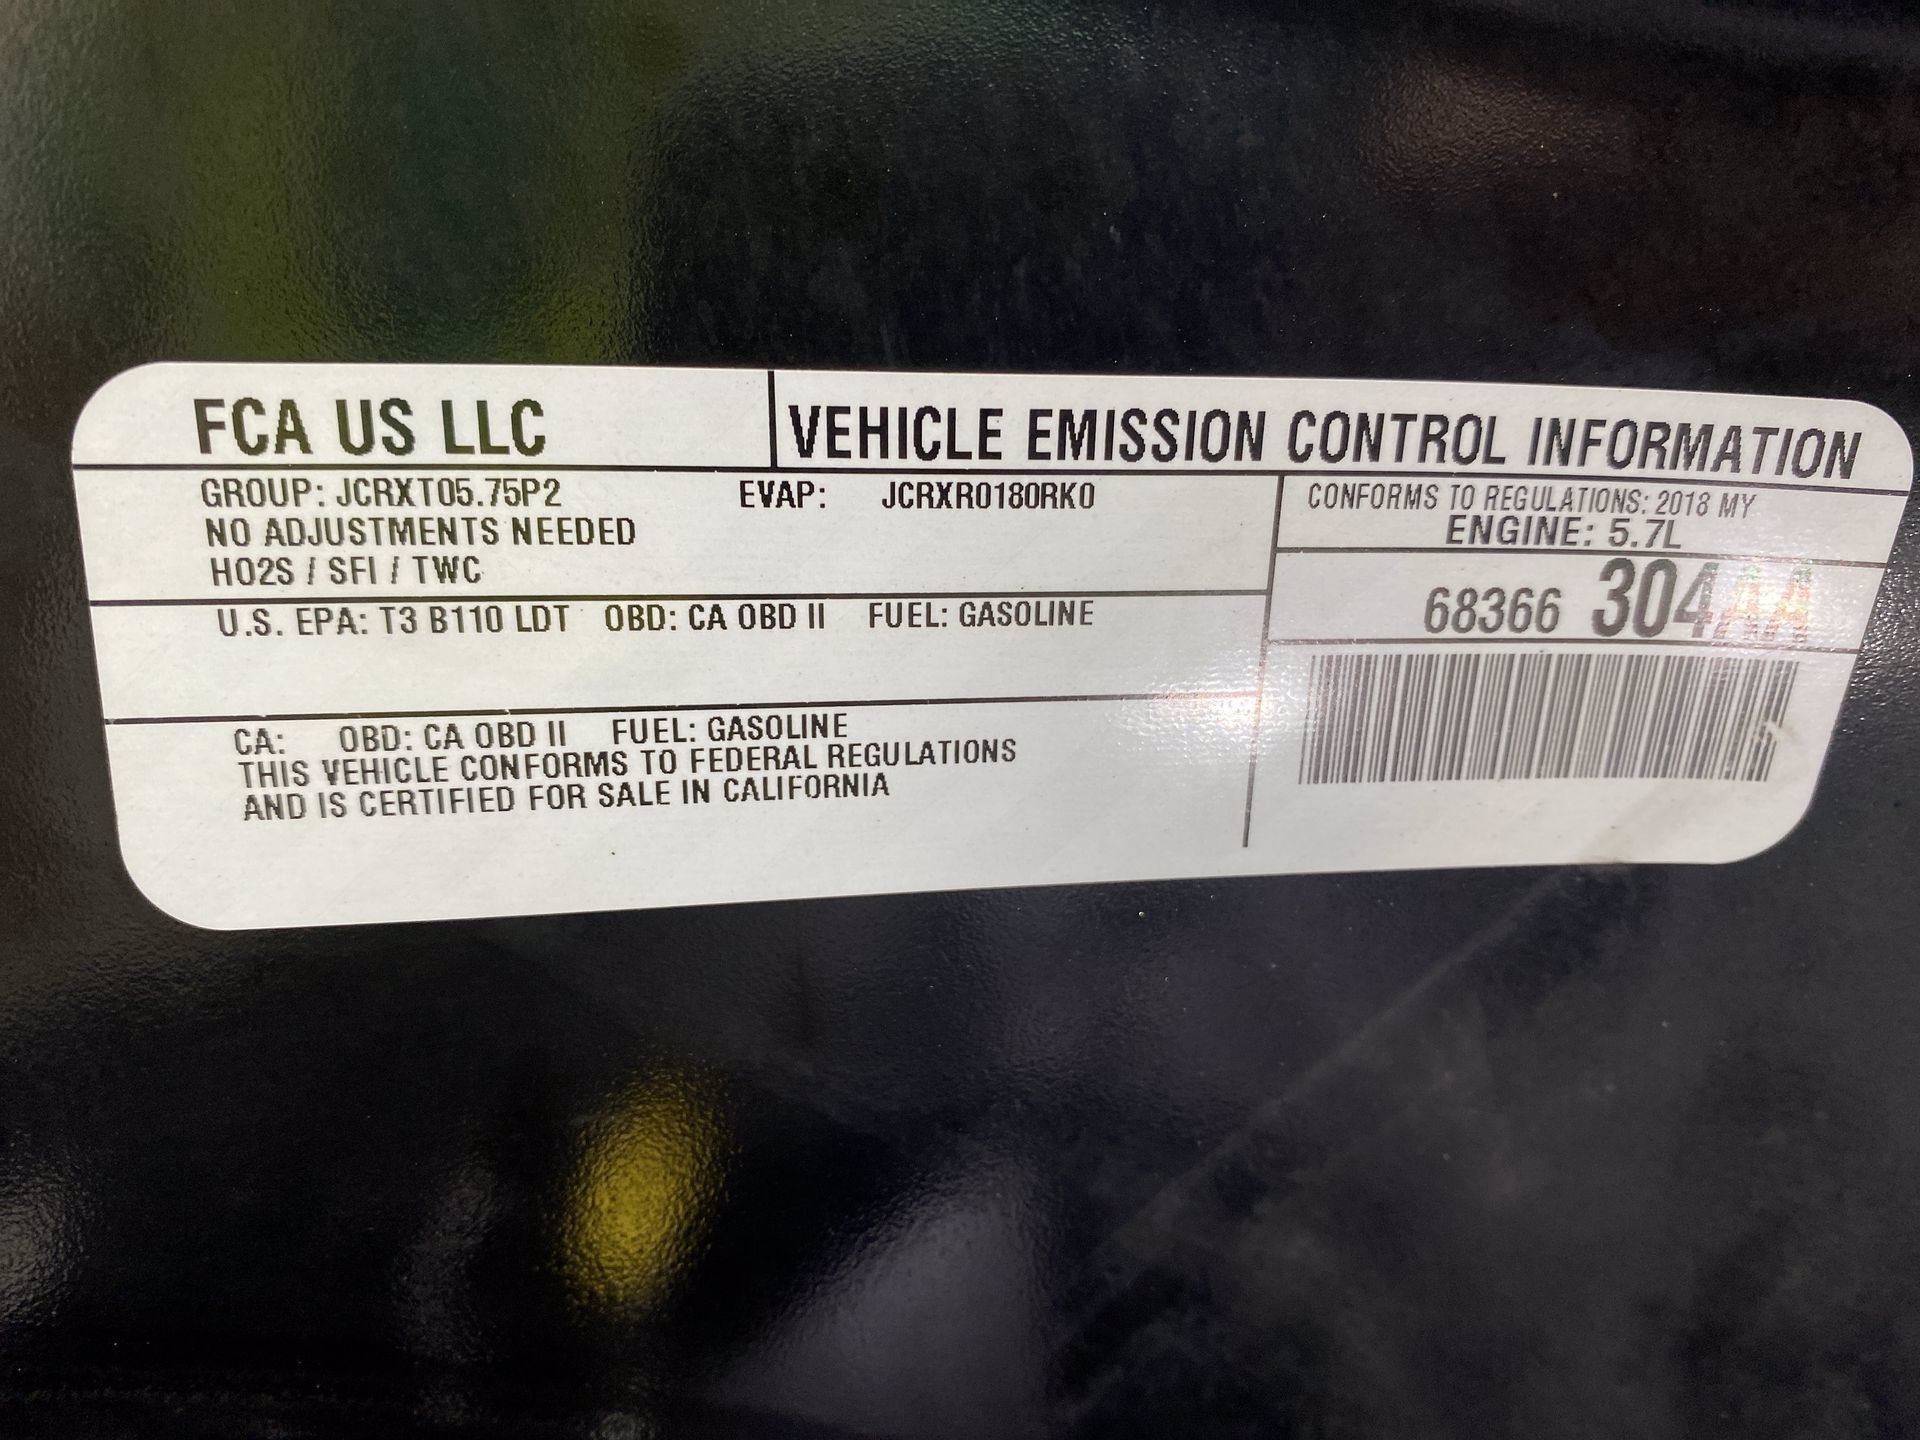 FCA US LLC
VEHICLE EMISSION CONTROL INFORMATION
GROUP: JCRXT05.75P2 EVAP: JCRXR0180RK0
NO ADJUSTMENTS NEEDED
HO2S / SFI / TWC
CONFORMS TO REGULATIONS: 2018 MY
ENGINE: 5.7L
68366 304AA
U.S. EPA: T3 B110 LDT OBD: CA OBD II FUEL: GASOLINE
CA: OBD: CA OBD II FUEL: GASOLINE
THIS VEHICLE CONFORMS TO FEDERAL REGULATIONS
AND IS CERTIFIED FOR SALE IN CALIFORNIA